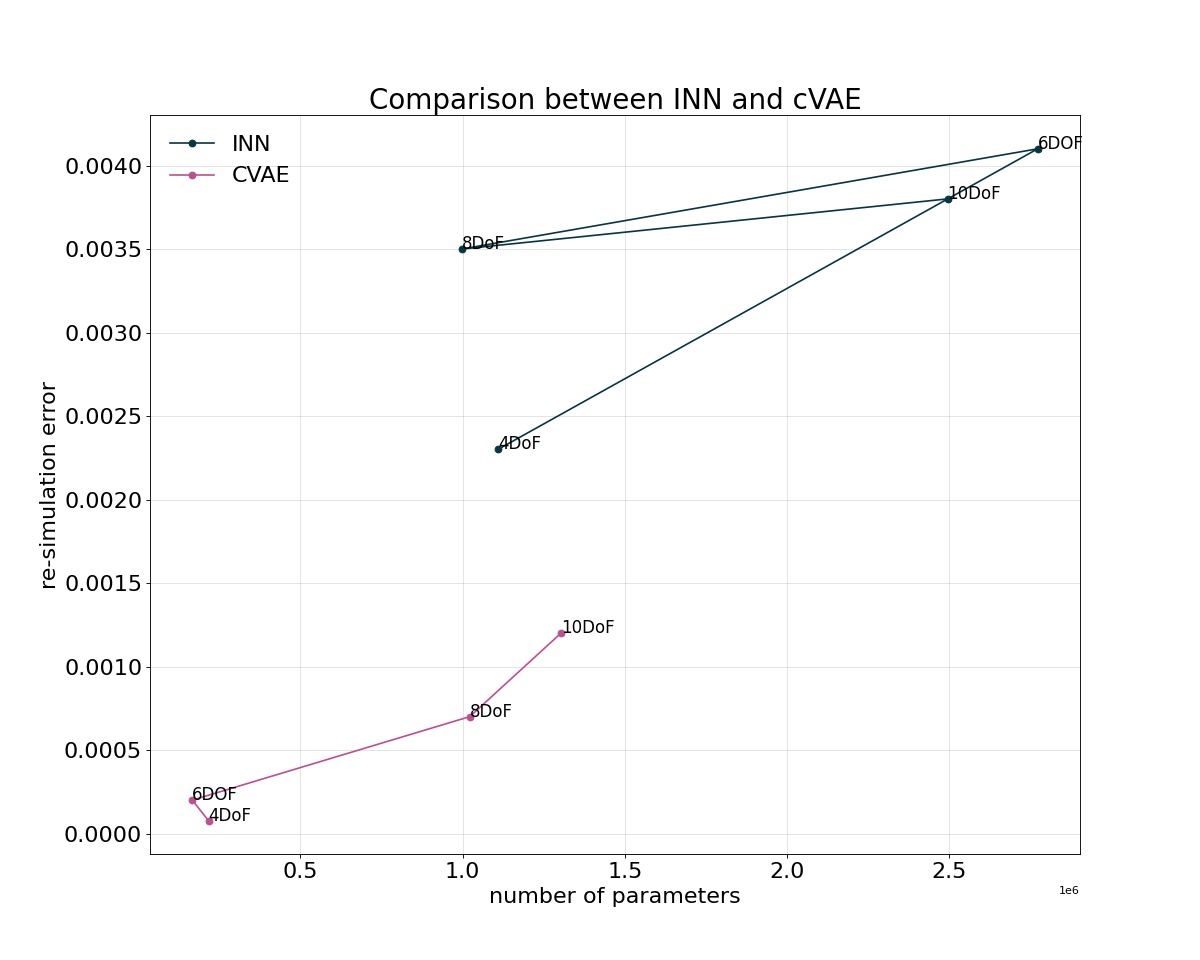 Comparison between INN and cVAE
INN
CVAE
0.0040
0.0035
0.0030
0.0025
0.0020
0.0015
0.0010
0.0005
0.0000
re-simulation error
6DOF
10DoF
8DoF
4DoF
10DoF
8DoF
6DOF
4DoF
0.5 1.0 1.5 2.0 2.5
1e6
number of parameters